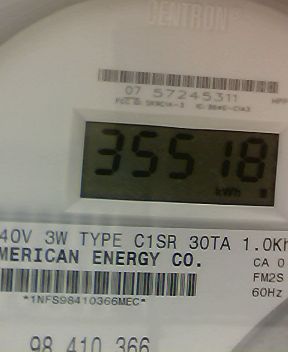 CENTRON
07 57245311
35518
kWh
40V 3W TYPE C1SR 30TA 1.0Kh
MERICAN ENERGY CO.
CA 0
FM2S
*1NFS98410366MEC*
60Hz
98 410 366